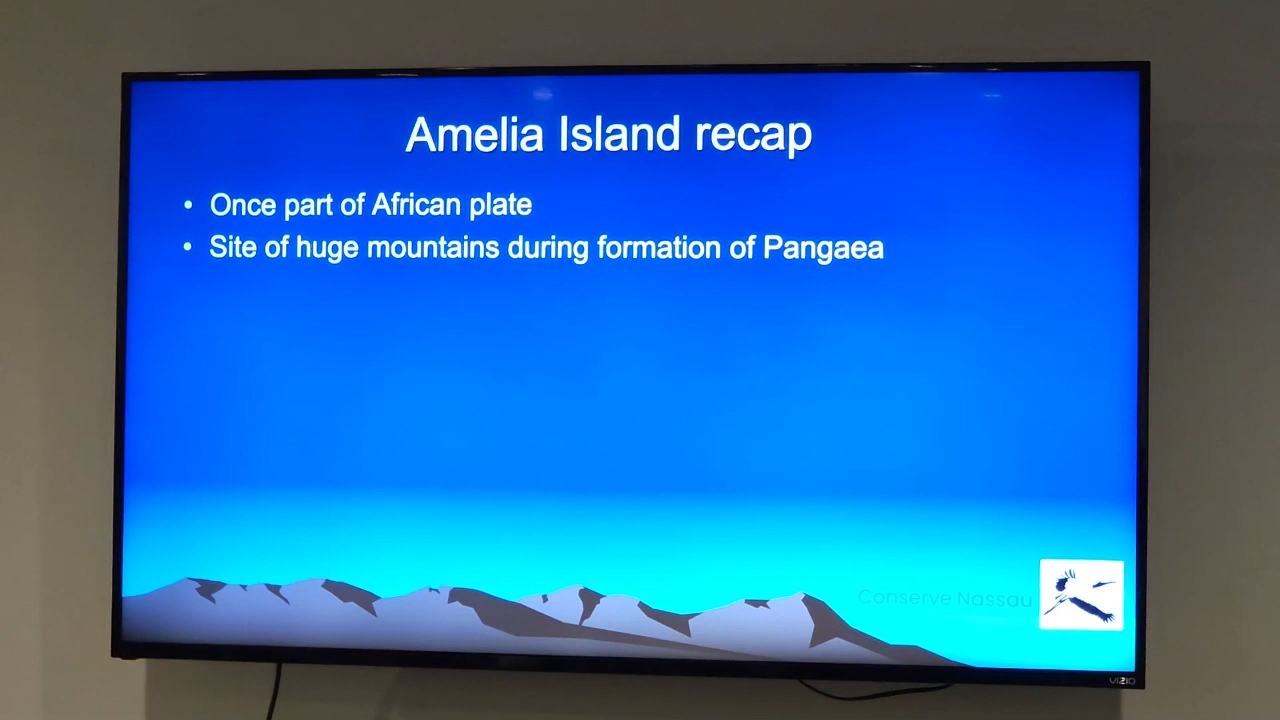 Amelia Island recap
• Once part of African plate
• Site of huge mountains during formation of Pangaea
Conserve Nassau
VIZIO